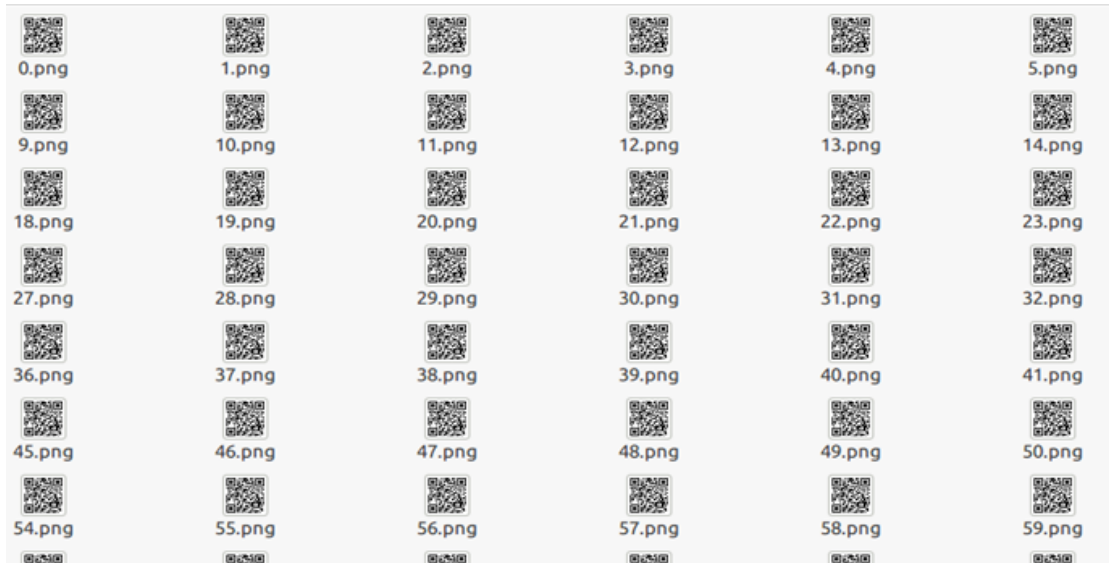 0.png 1.png 2.png 3.png 4.png 5.png
9.png 10.png 11.png 12.png 13.png 14.png
18.png 19.png 20.png 21.png 22.png 23.png
27.png 28.png 29.png 30.png 31.png 32.png
36.png 37.png 38.png 39.png 40.png 41.png
45.png 46.png 47.png 48.png 49.png 50.png
54.png 55.png 56.png 57.png 58.png 59.png